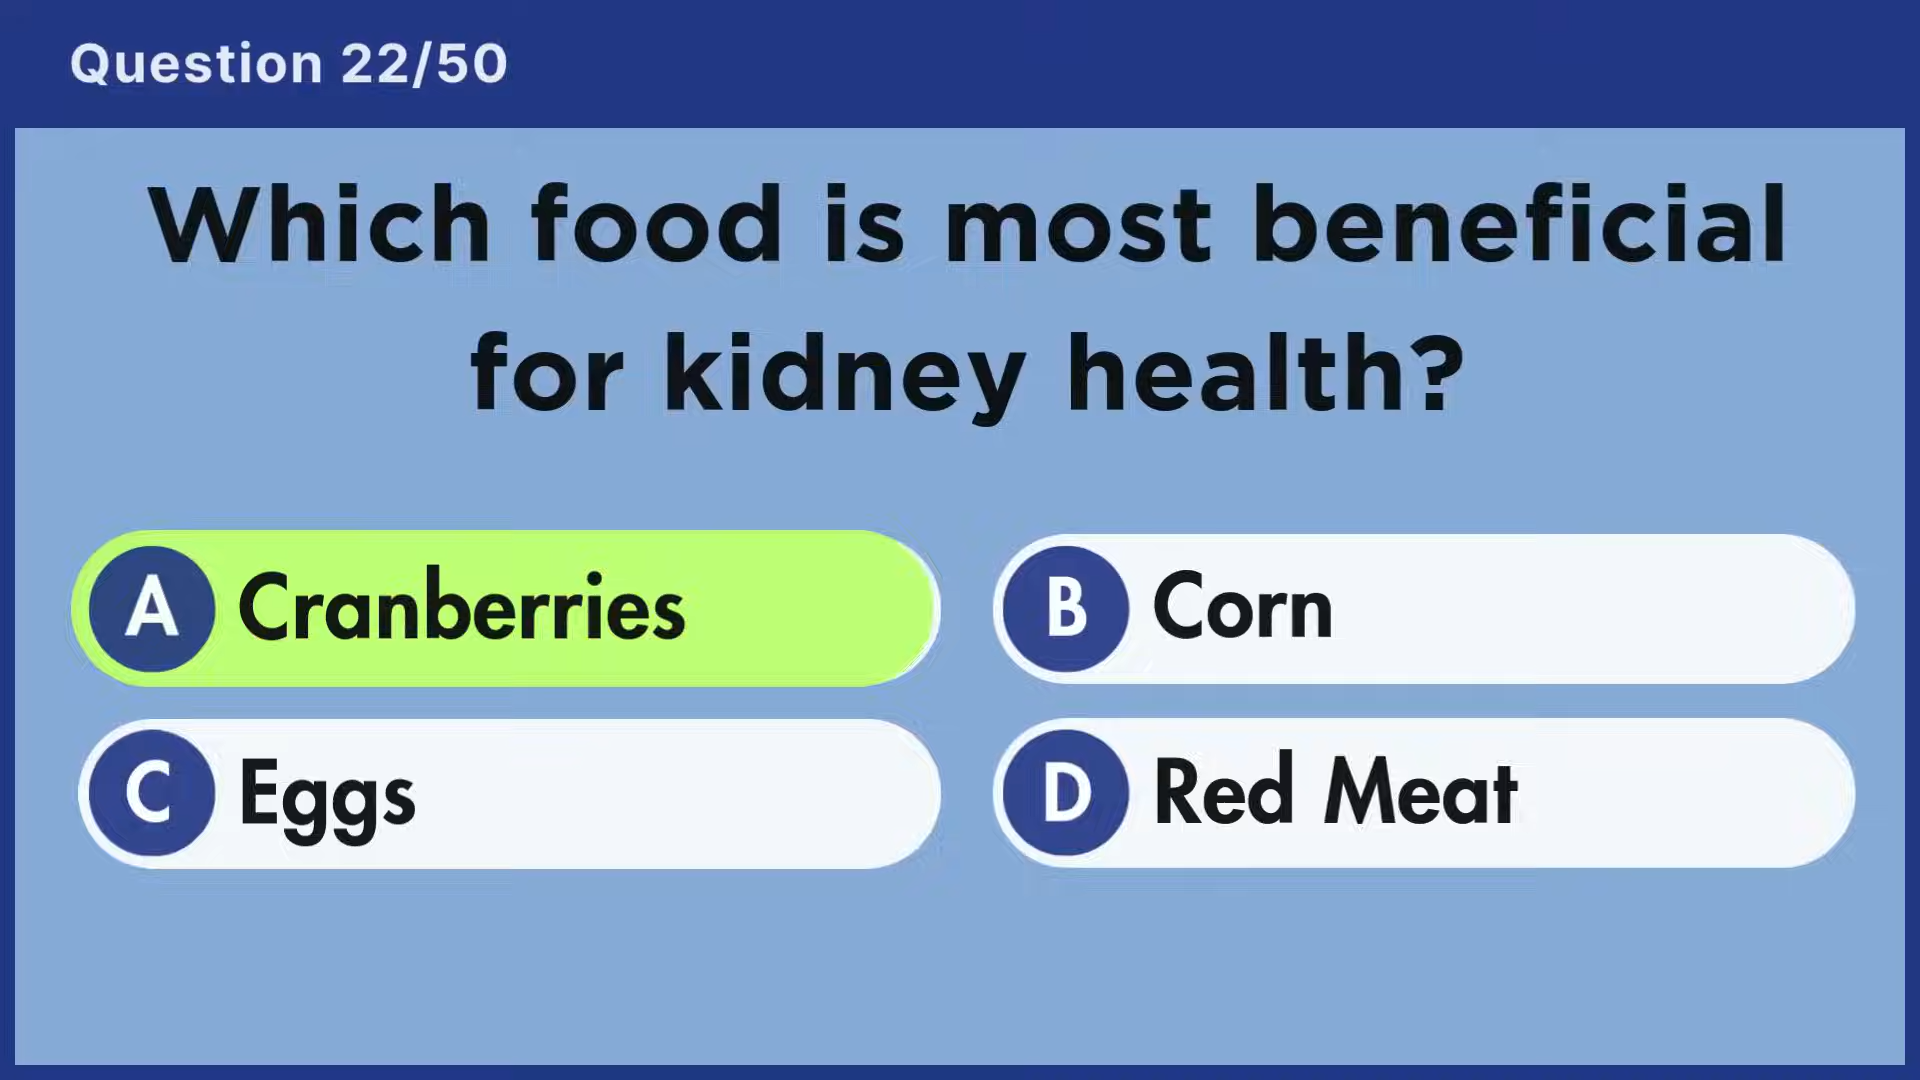 Question 22/50
Which food is most beneficial
for kidney health?
A Cranberries
B Corn
C Eggs
D Red Meat